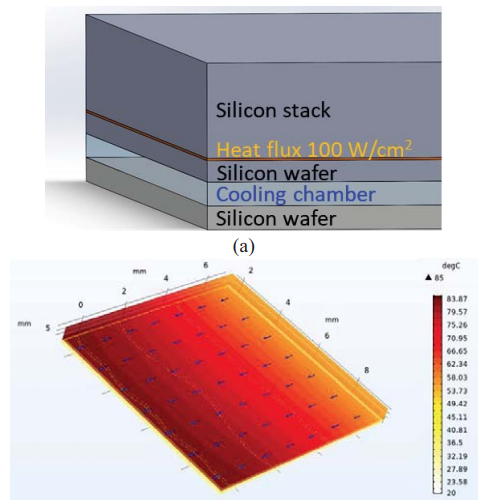 Silicon stack
Heat flux 100 W/cm²
Silicon wafer
Cooling chamber
Silicon wafer
(a)
degC
▲ 85
mm
6
2
4
2
0
mm
5
4
mm
6
8
83.87
79.57
75.26
70.95
66.65
62.34
58.03
53.73
49.42
45.11
40.81
36.5
32.19
27.89
23.58
20